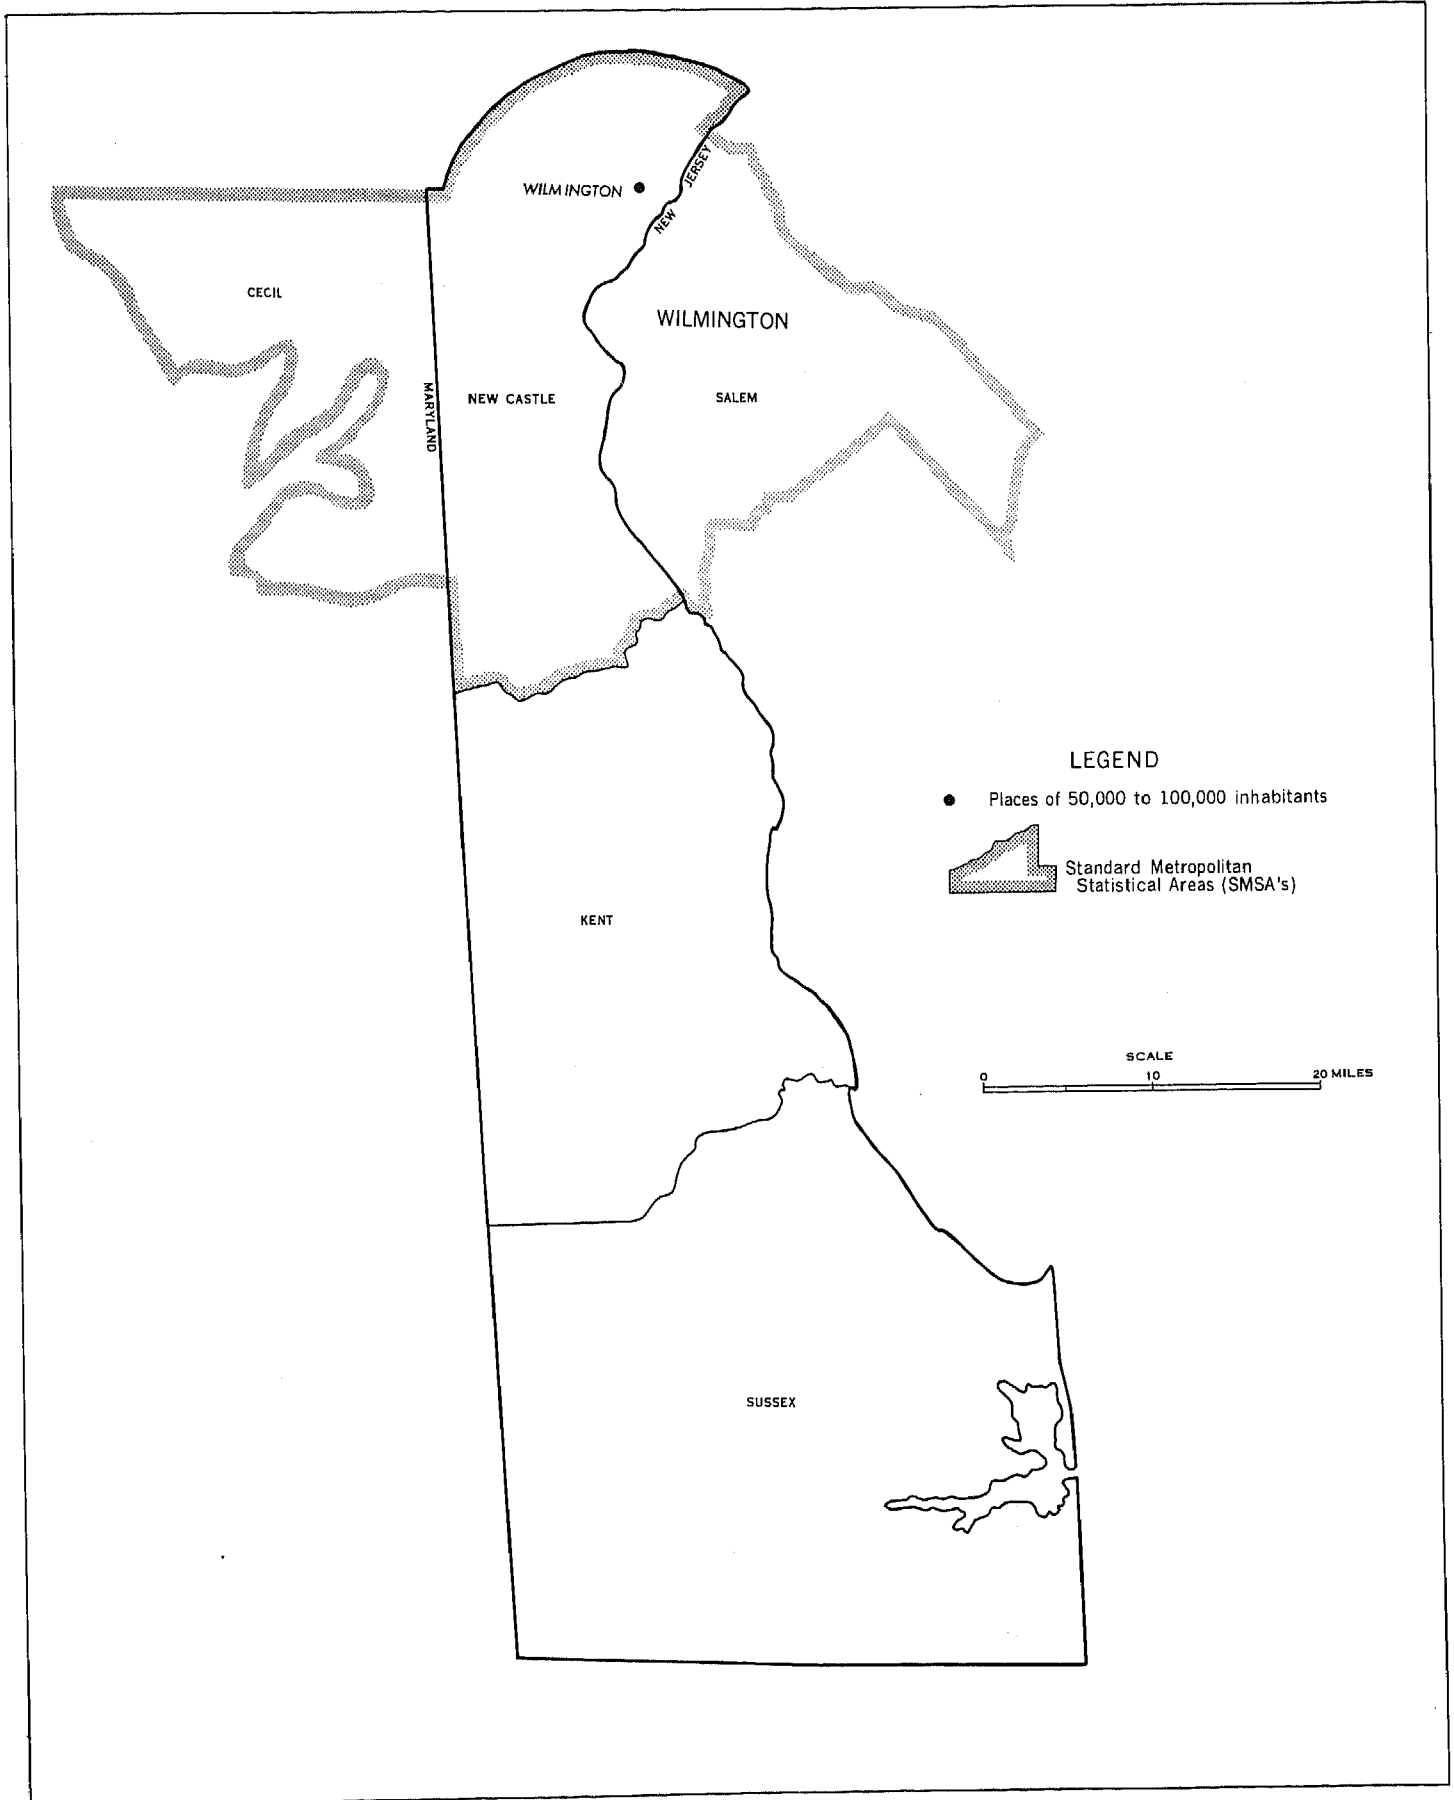 WILMINGTON
NEW JERSEY
CECIL
WILMINGTON
MARYLAND
NEW CASTLE
SALEM
LEGEND
Places of 50,000 to 100,000 inhabitants
Standard Metropolitan
Statistical Areas (SMSA's)
KENT
SCALE
0 10 20 MILES
SUSSEX